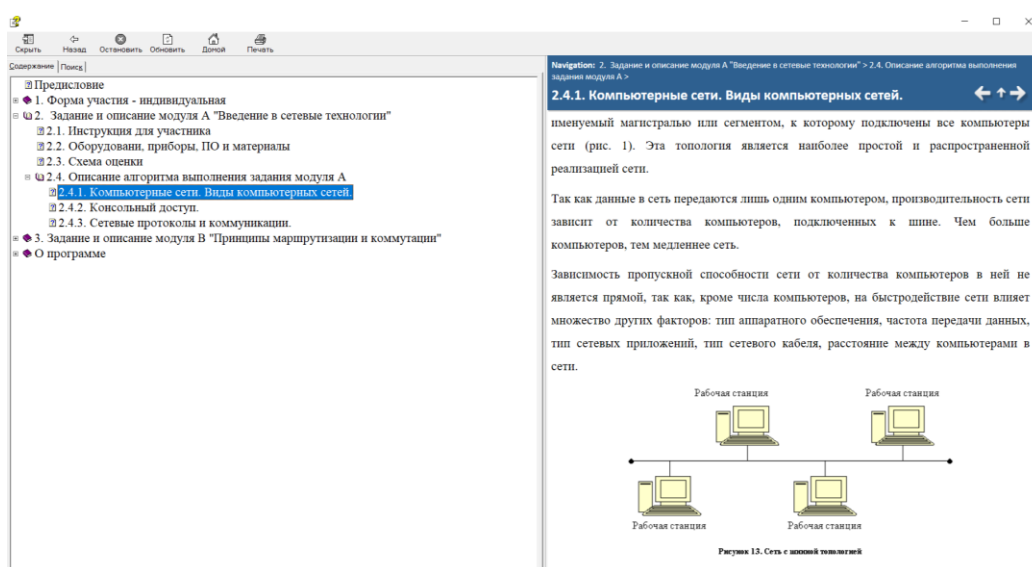 Скрыть Назад Остановить Обновить Домой Печать
Содержание Поиск
Предисловие
1. Форма участия - индивидуальная
2. Задание и описание модуля А "Введение в сетевые технологии"
2.1. Инструкция для участника
2.2. Оборудовани, приборы, ПО и материалы
2.3. Схема оценки
2.4. Описание алгоритма выполнения задания модуля А
2.4.1. Компьютерные сети. Виды компьютерных сетей.
2.4.2. Консольный доступ.
2.4.3. Сетевые протоколы и коммуникации.
3. Задание и описание модуля В "Принципы маршрутизации и коммутации"
О программе
Navigation: 2. Задание и описание модуля А "Введение в сетевые технологии" > 2.4. Описание алгоритма выполнения
задания модуля А >
2.4.1. Компьютерные сети. Виды компьютерных сетей.
именуемый магистралью или сегментом, к которому подключены все компьютеры
сети (рис. 1). Эта топология является наиболее простой и распространенной
реализацией сети.
Так как данные в сеть передаются лишь одним компьютером, производительность сети
зависит от количества компьютеров, подключенных к шине. Чем больше
компьютеров, тем медленнее сеть.
Зависимость пропускной способности сети от количества компьютеров в ней не
является прямой, так как, кроме числа компьютеров, на быстродействие сети влияет
множество других факторов: тип аппаратного обеспечения, частота передачи данных,
тип сетевых приложений, тип сетевого кабеля, расстояние между компьютерами в
сети.
Рабочая станция Рабочая станция
Рабочая станция Рабочая станция
Рисунок 13. Сеть с шинной топологией